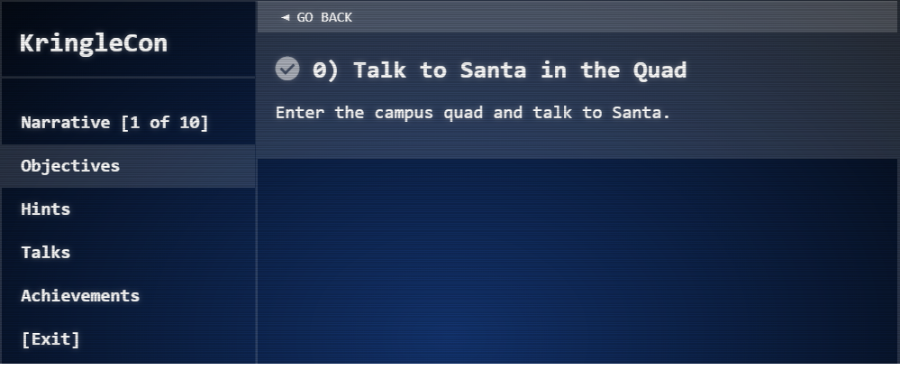 KringleCon
Narrative [1 of 10]
Objectives
Hints
Talks
Achievements
[Exit]
◄ GO BACK
0) Talk to Santa in the Quad
Enter the campus quad and talk to Santa.